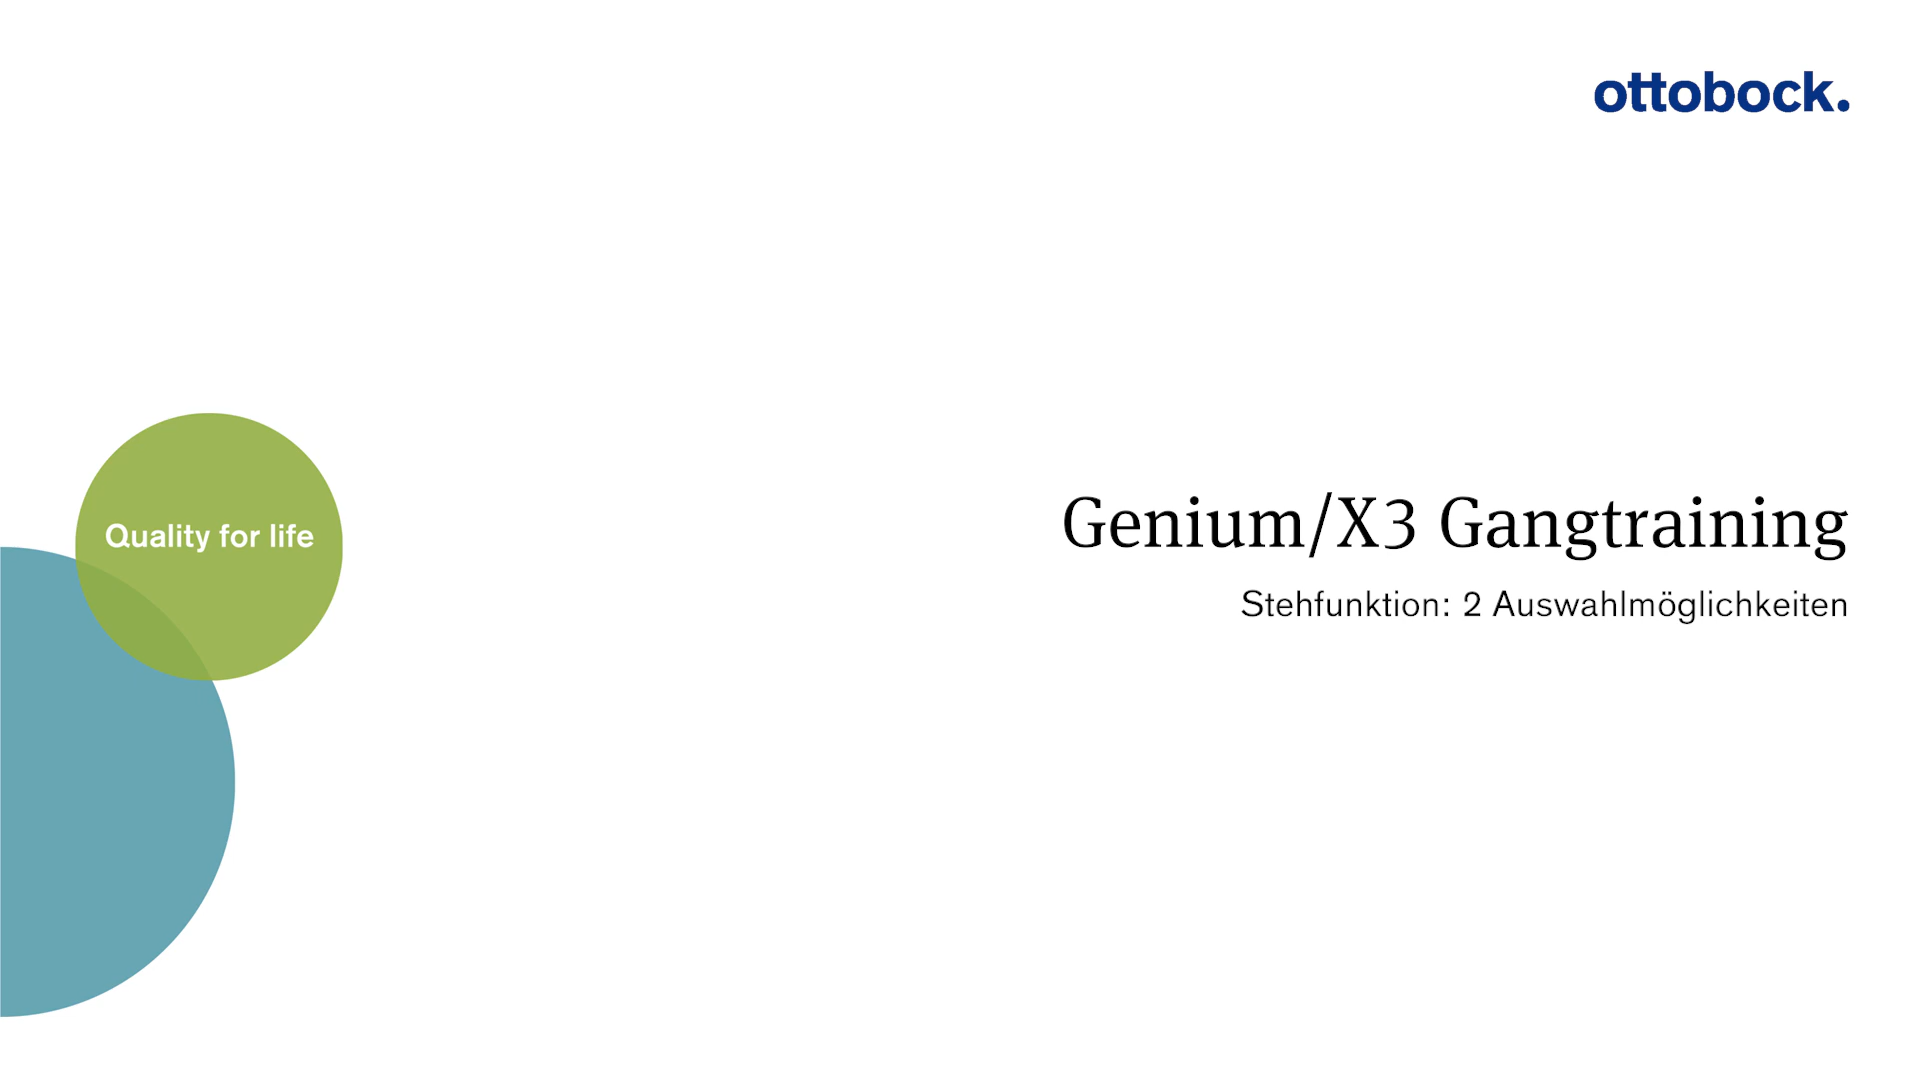 ottobock.
Quality for life
Genium/X3 Gangtraining
Stehfunktion: 2 Auswahlmöglichkeiten